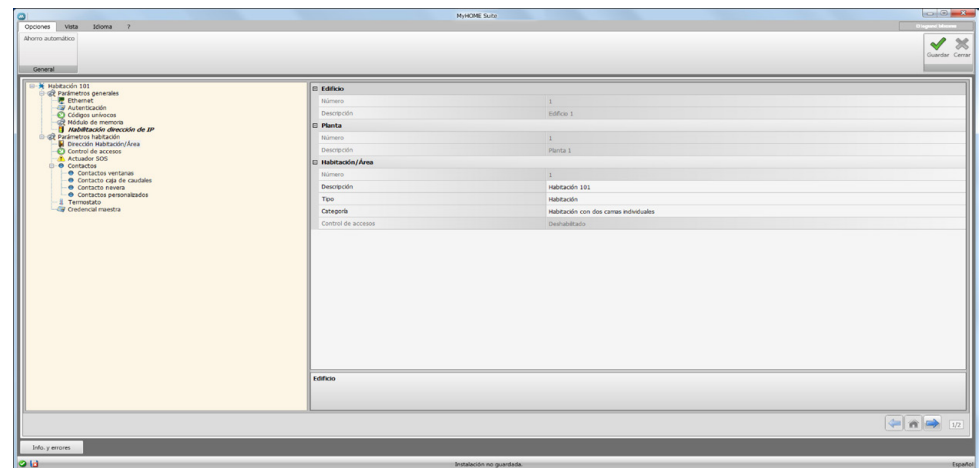 MyHOME Suite
Opciones Vista Idioma ?
Ahorro automático
Guardar Cerrar
General
Habitación 101
Parámetros generales
Ethernet
Autenticación
Códigos unívocos
Módulo de memoria
Habilitación dirección de IP
Parámetros habitación
Dirección Habitación/Área
Control de accesos
Actuador SOS
Contactos
Contactos ventanas
Contacto caja de caudales
Contacto nevera
Contactos personalizados
Termostato
Credencial maestra
Edificio
Número 1
Descripción Edificio 1
Planta
Número 1
Descripción Planta 1
Habitación/Área
Número 1
Descripción Habitación 101
Tipo Habitación
Categoría Habitación con dos camas individuales
Control de accesos Deshabilitado
Edificio
1/2
Info. y errores
Instalación no guardada.
Español